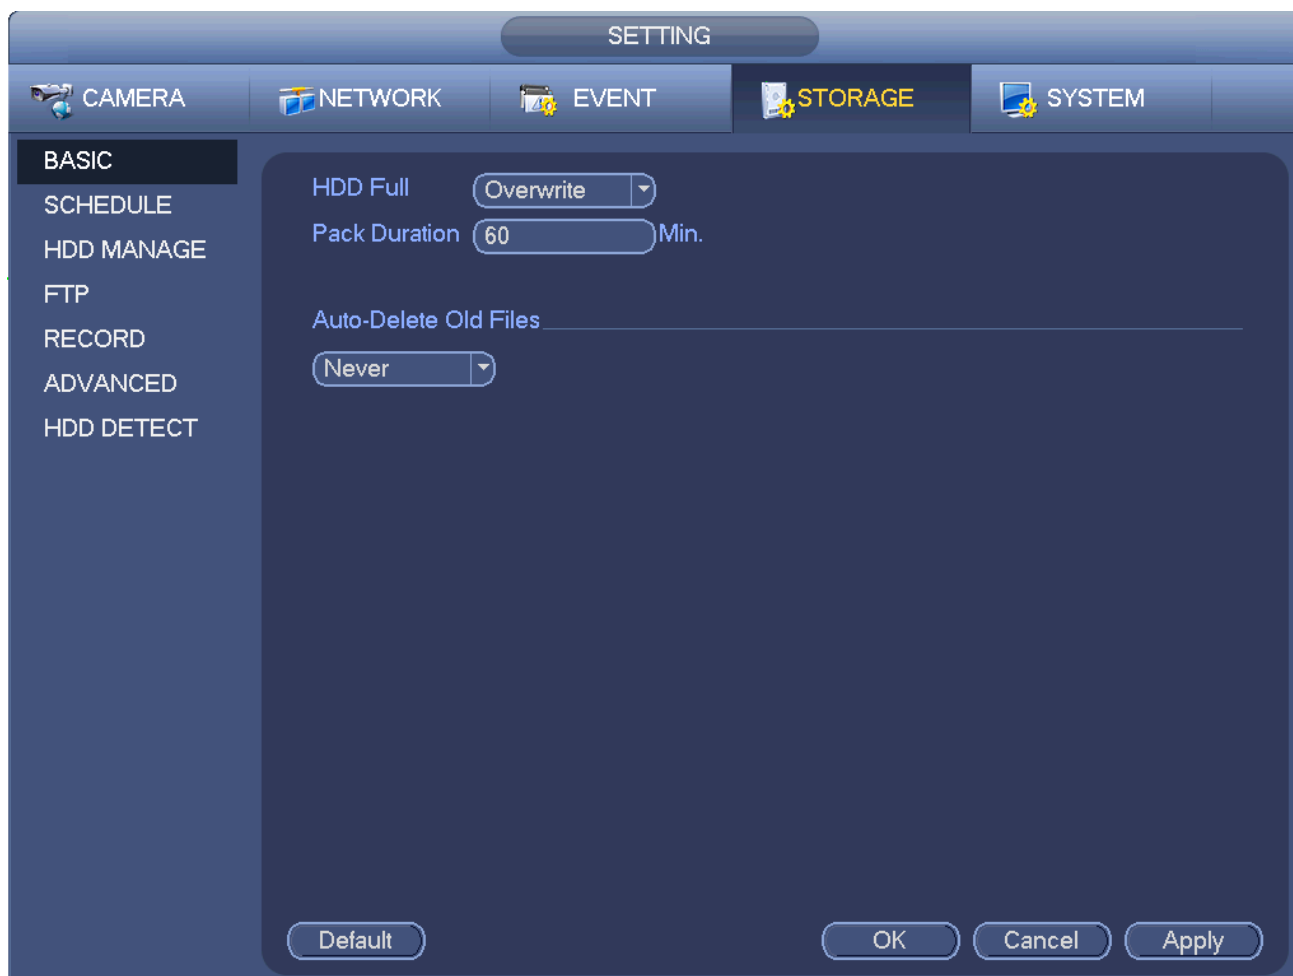 SETTING
CAMERA NETWORK EVENT STORAGE SYSTEM
BASIC
SCHEDULE
HDD MANAGE
FTP
RECORD
ADVANCED
HDD DETECT
HDD Full Overwrite
Pack Duration 60 Min.
Auto-Delete Old Files
Never
Default OK Cancel Apply